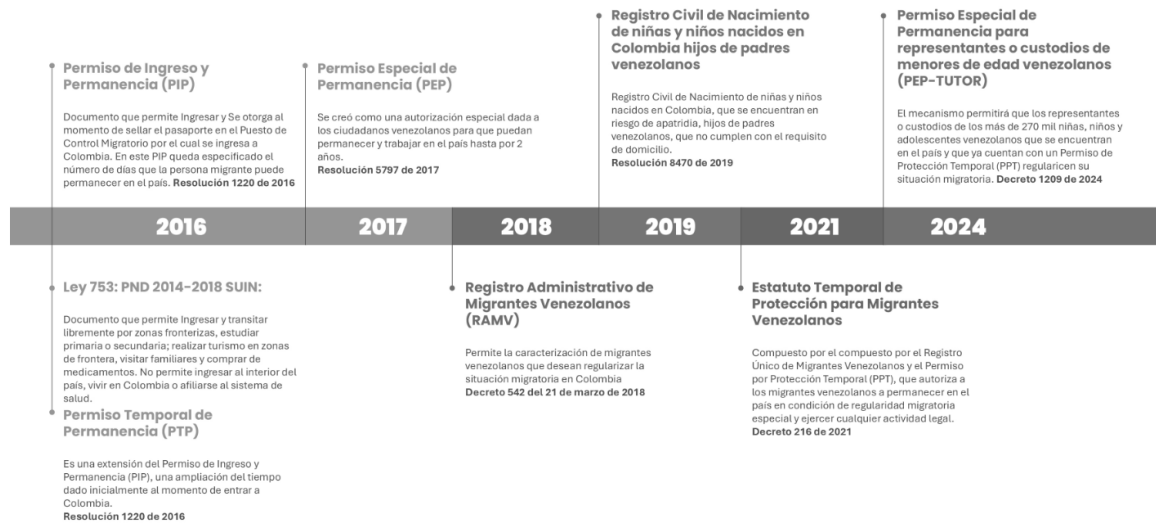 Permiso de Ingreso y
Permanencia (PIP)
Documento que permite Ingresar y Se otorga al
momento de sellar el pasaporte en el Puesto de
Control Migratorio por el cual se ingresa a
Colombia. En este PIP queda especificado el
número de días que la persona migrante puede
permanecer en el país. Resolución 1220 de 2016
Permiso Especial de
Permanencia (PEP)
Se creó como una autorización especial dada a
los ciudadanos venezolanos para que puedan
permanecer y trabajar en el país hasta por 2
años.
Resolución 5797 de 2017
Registro Civil de Nacimiento
de niñas y niños nacidos en
Colombia hijos de padres
venezolanos
Registro Civil de Nacimiento de niñas y niños
nacidos en Colombia, que se encuentran en
riesgo de apatridia, hijos de padres
venezolanos, que no cumplen con el requisito
de domicilio.
Resolución 8470 de 2019
Permiso Especial de
Permanencia para
representantes o custodios de
menores de edad venezolanos
(PEP-TUTOR)
El mecanismo permitirá que los representantes
o custodios de los más de 270 mil niñas, niños y
adolescentes venezolanos que se encuentran
en el país y que ya cuentan con un Permiso de
Protección Temporal (PPT) regularicen su
situación migratoria. Decreto 1209 de 2024
2016
2017
2018
2019
2021
2024
Ley 753: PND 2014-2018 SUIN:
Documento que permite Ingresar y transitar
libremente por zonas fronterizas, estudiar
primaria o secundaria; realizar turismo en zonas
de frontera, visitar familiares y comprar de
medicamentos. No permite ingresar al interior del
país, vivir en Colombia o afiliarse al sistema de
salud.
Permiso Temporal de
Permanencia (PTP)
Es una extensión del Permiso de Ingreso y
Permanencia (PIP), una ampliación del tiempo
dado inicialmente al momento de entrar a
Colombia.
Resolución 1220 de 2016
Registro Administrativo de
Migrantes Venezolanos
(RAMV)
Permite la caracterización de migrantes
venezolanos que desean regularizar la
situación migratoria en Colombia
Decreto 542 del 21 de marzo de 2018
Estatuto Temporal de
Protección para Migrantes
Venezolanos
Compuesto por el compuesto por el Registro
Único de Migrantes Venezolanos y el Permiso
por Protección Temporal (PPT), que autoriza a
los migrantes venezolanos a permanecer en el
país en condición de regularidad migratoria
especial y ejercer cualquier actividad legal.
Decreto 216 de 2021